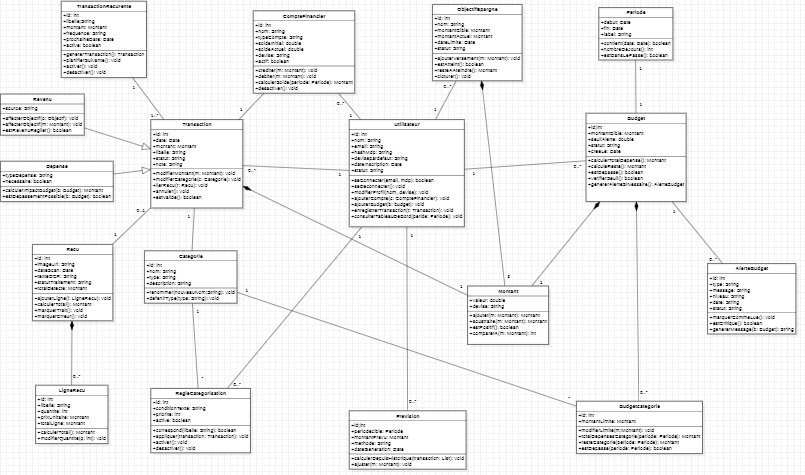 TransactionRecurente
+id: int
+libelle: String
+montant: Montant
+frequence: String
+prochaineDate: Date
+active: boolean
+genererTransaction(): Transaction
+planifierSuivante(): void
+activer(): void
+desactiver(): void
CompteFinancier
+id: int
+nom: String
+typeCompte: String
+soldeInitial: double
+soldeActuel: double
+devise: String
+actif: boolean
+crediter(m: Montant): void
+debiter(m: Montant): void
+calculerSolde(periode: Periode): Montant
+desactiver(): void
ObjectifEpargne
+id: int
+nom: String
+montantCible: Montant
+montantActuel: Montant
+dateLimite: Date
+statut: String
+ajouterVersement(m: Montant): void
+estAtteint(): boolean
+resteAAtteindre(): Montant
+cloturer(): void
Periode
+debut: Date
+fin: Date
+label: String
+contient(date: Date): boolean
+nombreDeJours(): int
+estDansLePasse(): boolean
Revenu
+source: String
+affecterObjectif(o: Objectif): void
+affecterObjectif(m: Montant): void
+estRevenuRegulier(): boolean
Depense
+typeDepense: String
+necessaire: boolean
+calculerImpactBudget(b: Budget): Montant
+estDepassementPossible(b: Budget): boolean
Transaction
+id: int
+date: Date
+montant: Montant
+libelle: String
+statut: String
+note: String
+modifierMontant(m: Montant): void
+modifierCategorie(c: Categorie): void
+lierRecu(r: Recu): void
+annuler(): void
+estValide(): boolean
Utilisateur
+id: int
+nom: String
+email: String
+hashMdp: String
+deviseParDefaut: String
+dateInscription: Date
+statut: String
+seConnecter(email, mdp): boolean
+seDeconnecter(): void
+modifierProfil(nom, devise): void
+ajouterCompte(c: CompteFinancier): void
+ajouterBudget(b: Budget): void
+enregistrerTransaction(t: Transaction): void
+consulterTableauDeBord(periode: Periode): void
Budget
+id:int
+montantCible: Montant
+seuilAlerte: double
+statut: String
+creeLe: Date
+calculerTotalDepense(): Montant
+calculeReste(): Montant
+estDepasse(): boolean
+verifierSeuil(): boolean
+genererAlerteSiNecessaire(): AlerteBudget
Recu
+id: int
+imageUrl: String
+dateScan: Date
+texteOCR: String
+statutTraitement: String
+totalDetecte: Montant
+ajouterLigne(l: LigneRecu): void
+calculerTotal(): Montant
+marquerTraite(): void
+marquerErreur(): void
Categorie
+id: int
+nom: String
+type: String
+description: String
+renommer(nouveauNom:String): void
+definirType(type: String): void
Montant
+valeur: double
+devise: String
+ajouter(m: Montant): Montant
+soustraire(m: Montant): Montant
+estPositif(): boolean
+comparerA(m: Montant): int
AlerteBudget
+id: int
+type: String
+message: String
+niveau: String
+date: String
+statut: String
+marquerCommeLue(): void
+estCritique(): boolean
+genererMessage(b: Budget): String
LigneRecu
+id: int
+libelle: String
+quantite: int
+prixUnitaire: Montant
+totalLigne: Montant
+calculerTotal(): Montant
+modifierQuantite(q: int): void
RegleCategorisation
+id: int
+conditionTexte: String
+priorite: int
+active: boolean
+correspond(libelle: String): boolean
+appliquer(transaction: Transaction): void
+activer(): void
+desactiver(): void
Prevision
+id:int
+periodeCible: Periode
+montantPrevu: Montant
+methode: String
+dateGeneration: Date
+calculerDepuisHistorique(transaction: List): void
+ajuster(m: Montant): void
BudgetCategorie
+id: int
+montantLimite: Montant
+modifierLimite(m:Montant): void
+totalDepensesCategorie(periode: Periode): Montant
+resteCategorie(periode: Periode): Montant
+estDepasse(periode: Periode): boolean